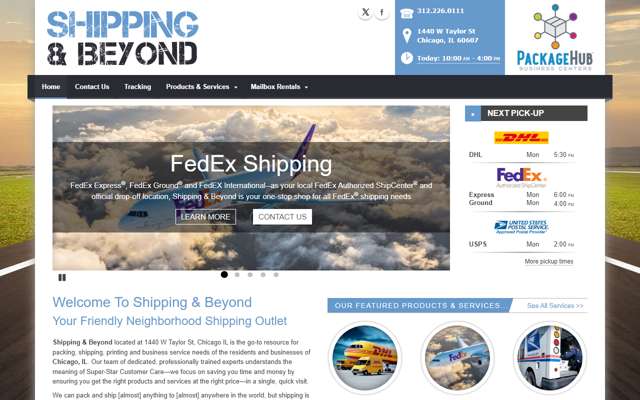 SHIPPING
& BEYOND
312.226.0111
1440 W Taylor St
Chicago, IL 60607
Today: 10:00 AM - 4:00 PM
PACKAGEHUB
BUSINESS CENTERS
Home Contact Us Tracking Products & Services Mailbox Rentals
FedEx Shipping
FedEx Express®, FedEx Ground® and FedEX International–as your local FedEx Authorized ShipCenter® and
official drop-off location, Shipping & Beyond is your one-stop shop for all FedEx® shipping needs
LEARN MORE CONTACT US
NEXT PICK-UP
DHL
DHL Mon 5:30 PM
FedEx
Authorized ShipCenter
Express Mon 6:00 PM
Ground Mon 4:00 PM
UNITED STATES
POSTAL SERVICE
Approved Postal Provider
USPS Mon 2:00 PM
More pickup times
Welcome To Shipping & Beyond
Your Friendly Neighborhood Shipping Outlet
Shipping & Beyond located at 1440 W Taylor St, Chicago IL is the go-to resource for
packing, shipping, printing and business service needs of the residents and businesses of
Chicago, IL. Our team of dedicated, professionally trained experts understands the
meaning of Super-Star Customer Care—we focus on saving you time and money by
ensuring you get the right products and services at the right price—in a single, quick visit.
We can pack and ship [almost] anything to [almost] anywhere in the world, but shipping is
OUR FEATURED PRODUCTS & SERVICES...
See All Services >>
DHL